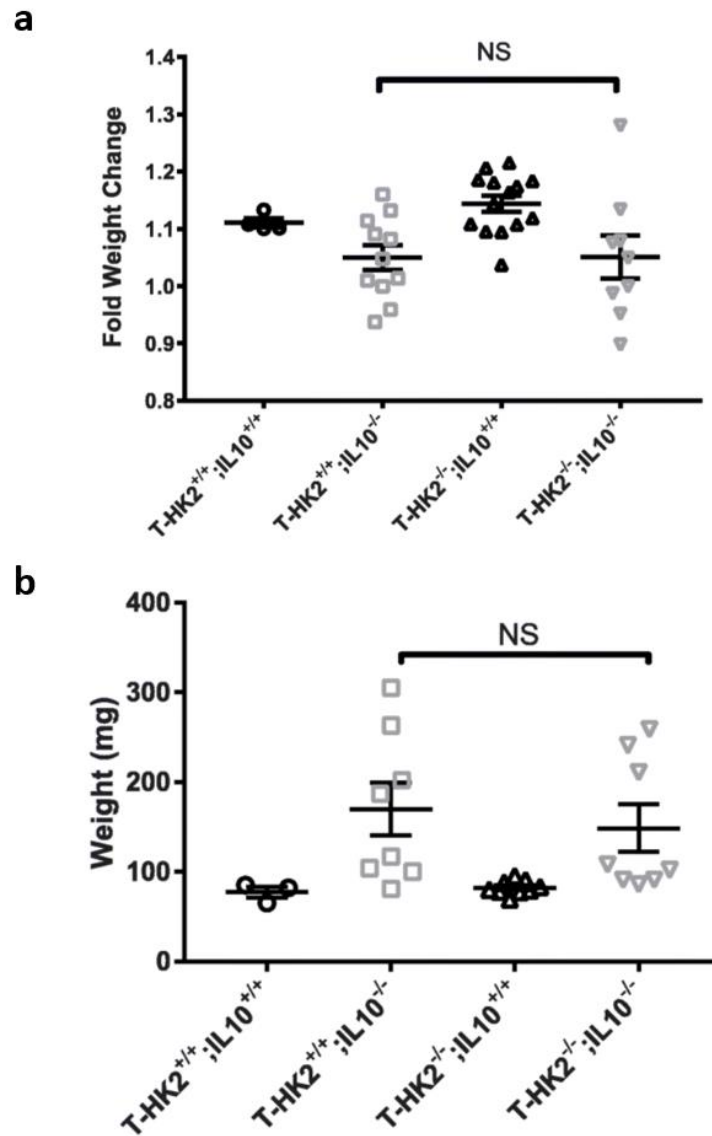 a
NS
Fold Weight Change
1.4
1.3
1.2
1.1
1.0
0.9
0.8
T-HK2+/+;IL10+/+
T-HK2+/+;IL10-/-
T-HK2-/-;IL10+/+
T-HK2-/-;IL10-/-
b
NS
Weight (mg)
400
300
200
100
0
T-HK2+/+;IL10+/+
T-HK2+/+;IL10-/-
T-HK2-/-;IL10+/+
T-HK2-/-;IL10-/-